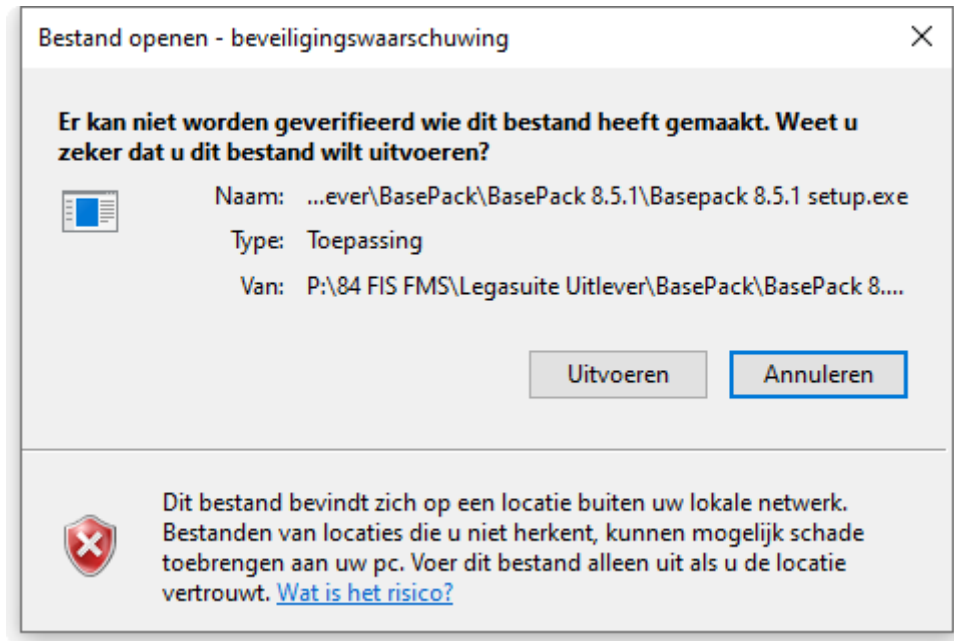 Bestand openen - beveiligingswaarschuwing
Er kan niet worden geverifieerd wie dit bestand heeft gemaakt. Weet u
zeker dat u dit bestand wilt uitvoeren?
Naam: ...ever\BasePack\BasePack 8.5.1\Basepack 8.5.1 setup.exe
Type: Toepassing
Van: P:\84 FIS FMS\Legasuite Uitlever\BasePack\BasePack 8....
Uitvoeren Annuleren
Dit bestand bevindt zich op een locatie buiten uw lokale netwerk.
Bestanden van locaties die u niet herkent, kunnen mogelijk schade
toebrengen aan uw pc. Voer dit bestand alleen uit als u de locatie
vertrouwt. Wat is het risico?